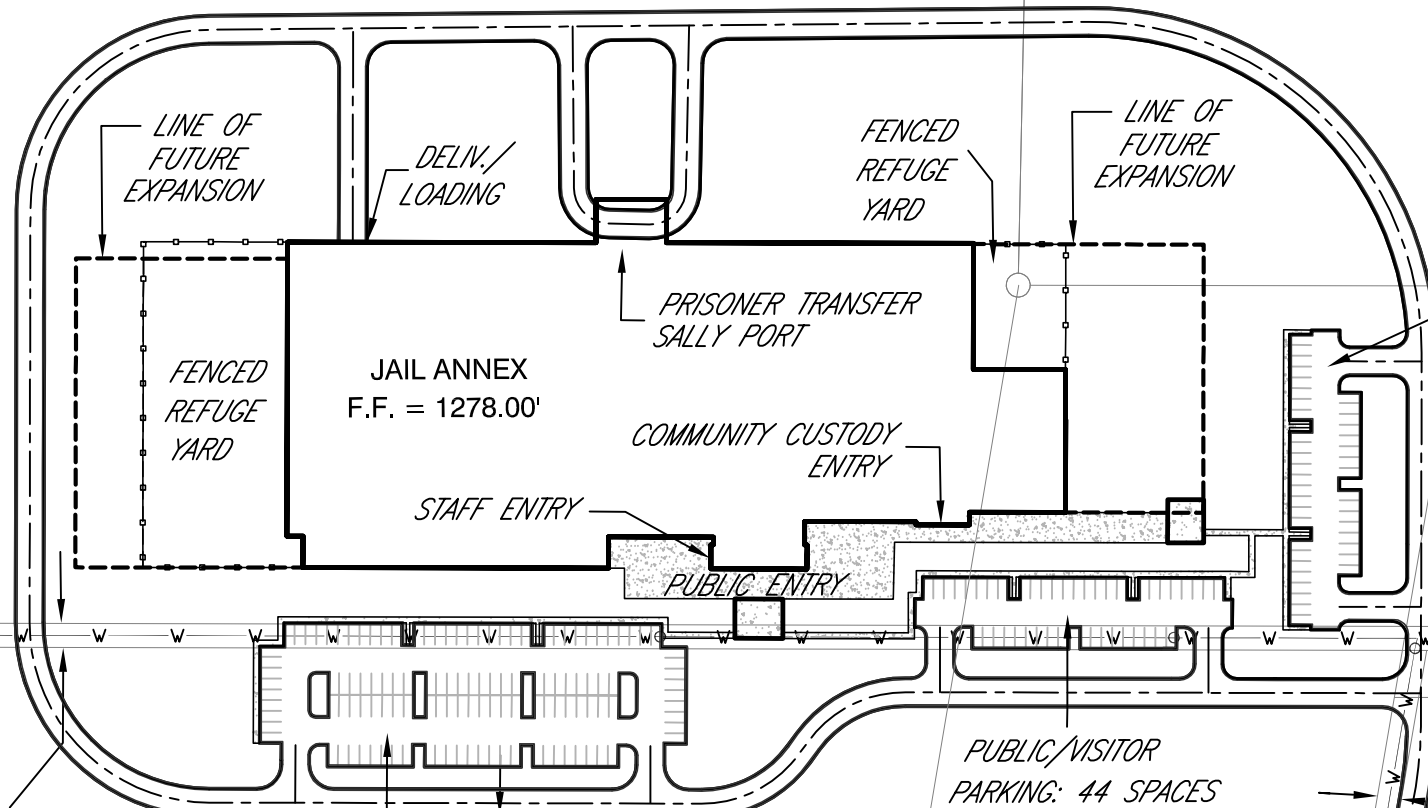 LINE OF
FUTURE
EXPANSION
DELIV./
LOADING
FENCED
REFUGE
YARD
LINE OF
FUTURE
EXPANSION
PRISONER TRANSFER
SALLY PORT
FENCED
REFUGE
YARD
JAIL ANNEX
F.F. = 1278.00'
COMMUNITY CUSTODY
ENTRY
STAFF ENTRY
PUBLIC ENTRY
W W W W W W W W W W W W W W W W W W W
W
W
PUBLIC/VISITOR
PARKING: 44 SPACES